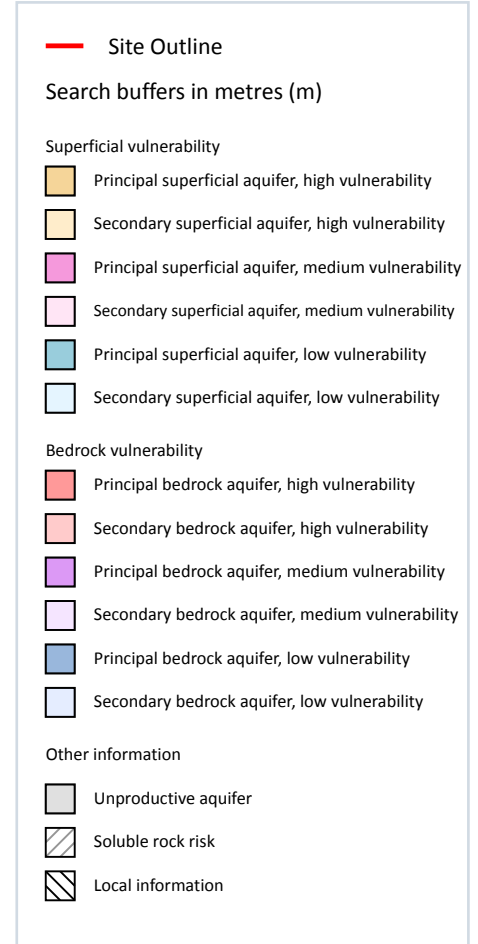 Site Outline
Search buffers in metres (m)
Superficial vulnerability
Principal superficial aquifer, high vulnerability
Secondary superficial aquifer, high vulnerability
Principal superficial aquifer, medium vulnerability
Secondary superficial aquifer, medium vulnerability
Principal superficial aquifer, low vulnerability
Secondary superficial aquifer, low vulnerability
Bedrock vulnerability
Principal bedrock aquifer, high vulnerability
Secondary bedrock aquifer, high vulnerability
Principal bedrock aquifer, medium vulnerability
Secondary bedrock aquifer, medium vulnerability
Principal bedrock aquifer, low vulnerability
Secondary bedrock aquifer, low vulnerability
Other information
Unproductive aquifer
Soluble rock risk
Local information